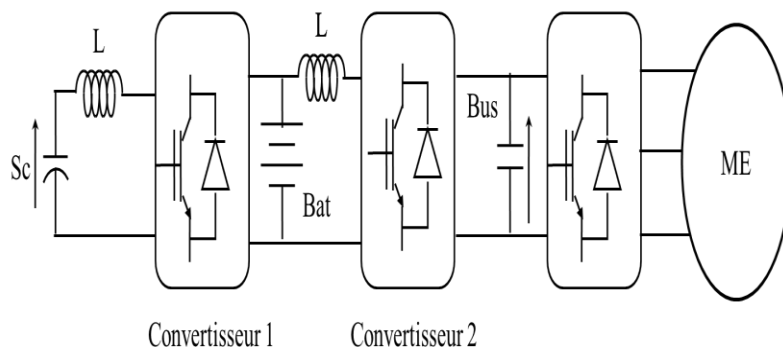 L
L
Sc
Bat
Bus
ME
Convertisseur 1
Convertisseur 2